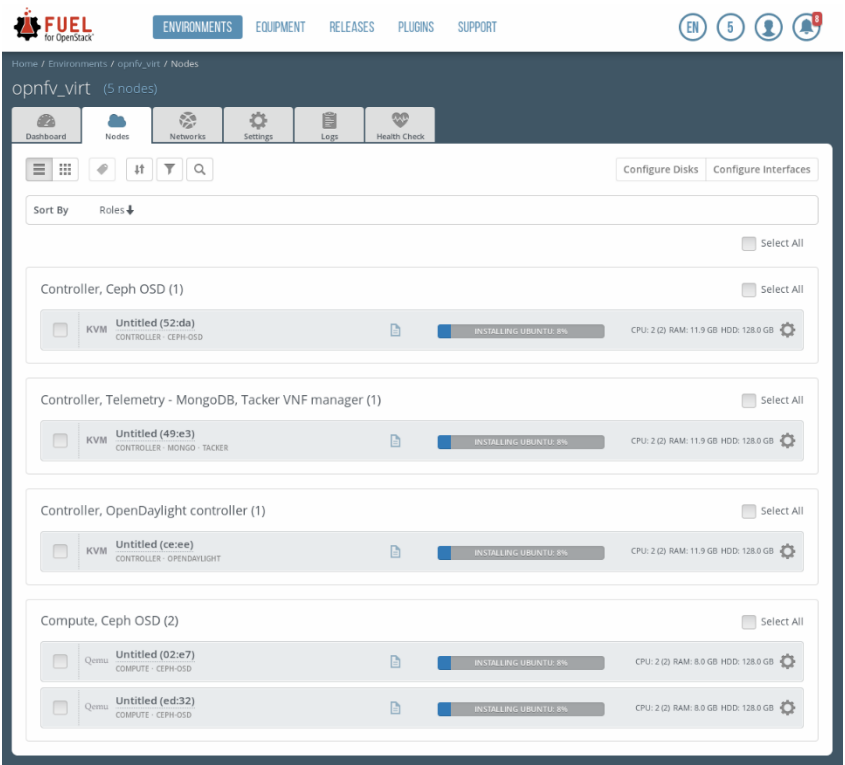 FUEL
for OpenStack
ENVIRONMENTS EQUIPMENT RELEASES PLUGINS SUPPORT
EN 5 8
Home / Environments / opnfv_virt / Nodes
opnfv_virt (5 nodes)
Dashboard Nodes Networks Settings Logs Health Check
Configure Disks Configure Interfaces
Sort By Roles
Select All
Controller, Ceph OSD (1) Select All
KVM Untitled (52:da) INSTALLING UBUNTU: 8% CPU: 2 (2) RAM: 11.9 GB HDD: 128.0 GB
CONTROLLER · CEPH-OSD
Controller, Telemetry - MongoDB, Tacker VNF manager (1) Select All
KVM Untitled (49:e3) INSTALLING UBUNTU: 8% CPU: 2 (2) RAM: 11.9 GB HDD: 128.0 GB
CONTROLLER · MONGO · TACKER
Controller, OpenDaylight controller (1) Select All
KVM Untitled (ce:ee) INSTALLING UBUNTU: 8% CPU: 2 (2) RAM: 11.9 GB HDD: 128.0 GB
CONTROLLER · OPENDAYLIGHT
Compute, Ceph OSD (2) Select All
Qemu Untitled (02:e7) INSTALLING UBUNTU: 8% CPU: 2 (2) RAM: 8.0 GB HDD: 128.0 GB
COMPUTE · CEPH-OSD
Qemu Untitled (ed:32) INSTALLING UBUNTU: 8% CPU: 2 (2) RAM: 8.0 GB HDD: 128.0 GB
COMPUTE · CEPH-OSD